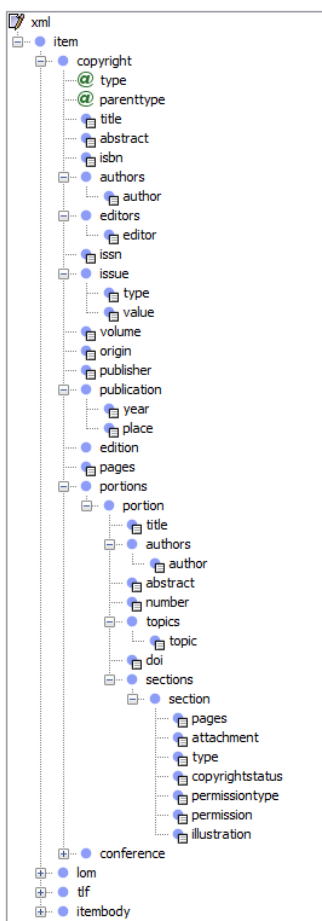 xml
item
copyright
@ type
@ parenttype
title
abstract
isbn
authors
author
editors
editor
issn
issue
type
value
volume
origin
publisher
publication
year
place
edition
pages
portions
portion
title
authors
author
abstract
number
topics
topic
doi
sections
section
pages
attachment
type
copyrightstatus
permissiontype
permission
illustration
conference
lom
tlf
itembody